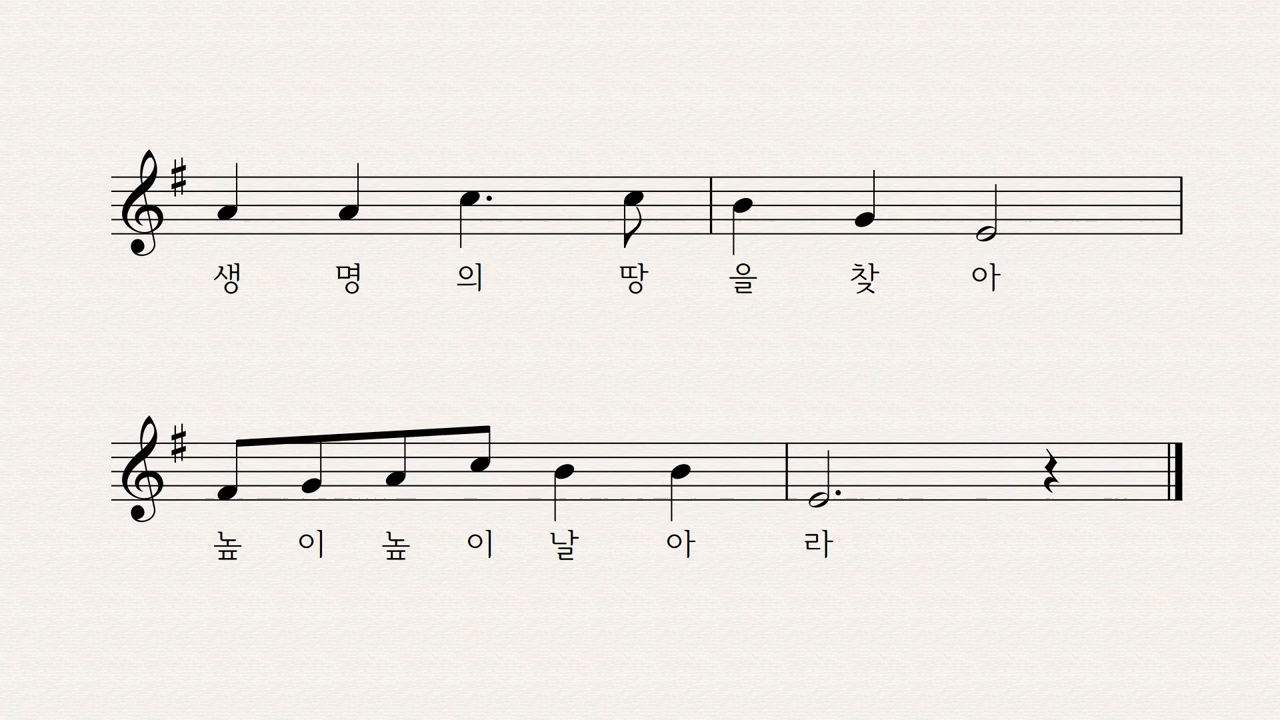 생 명 의 땅 을 찾 아
높 이 높 이 날 아 라